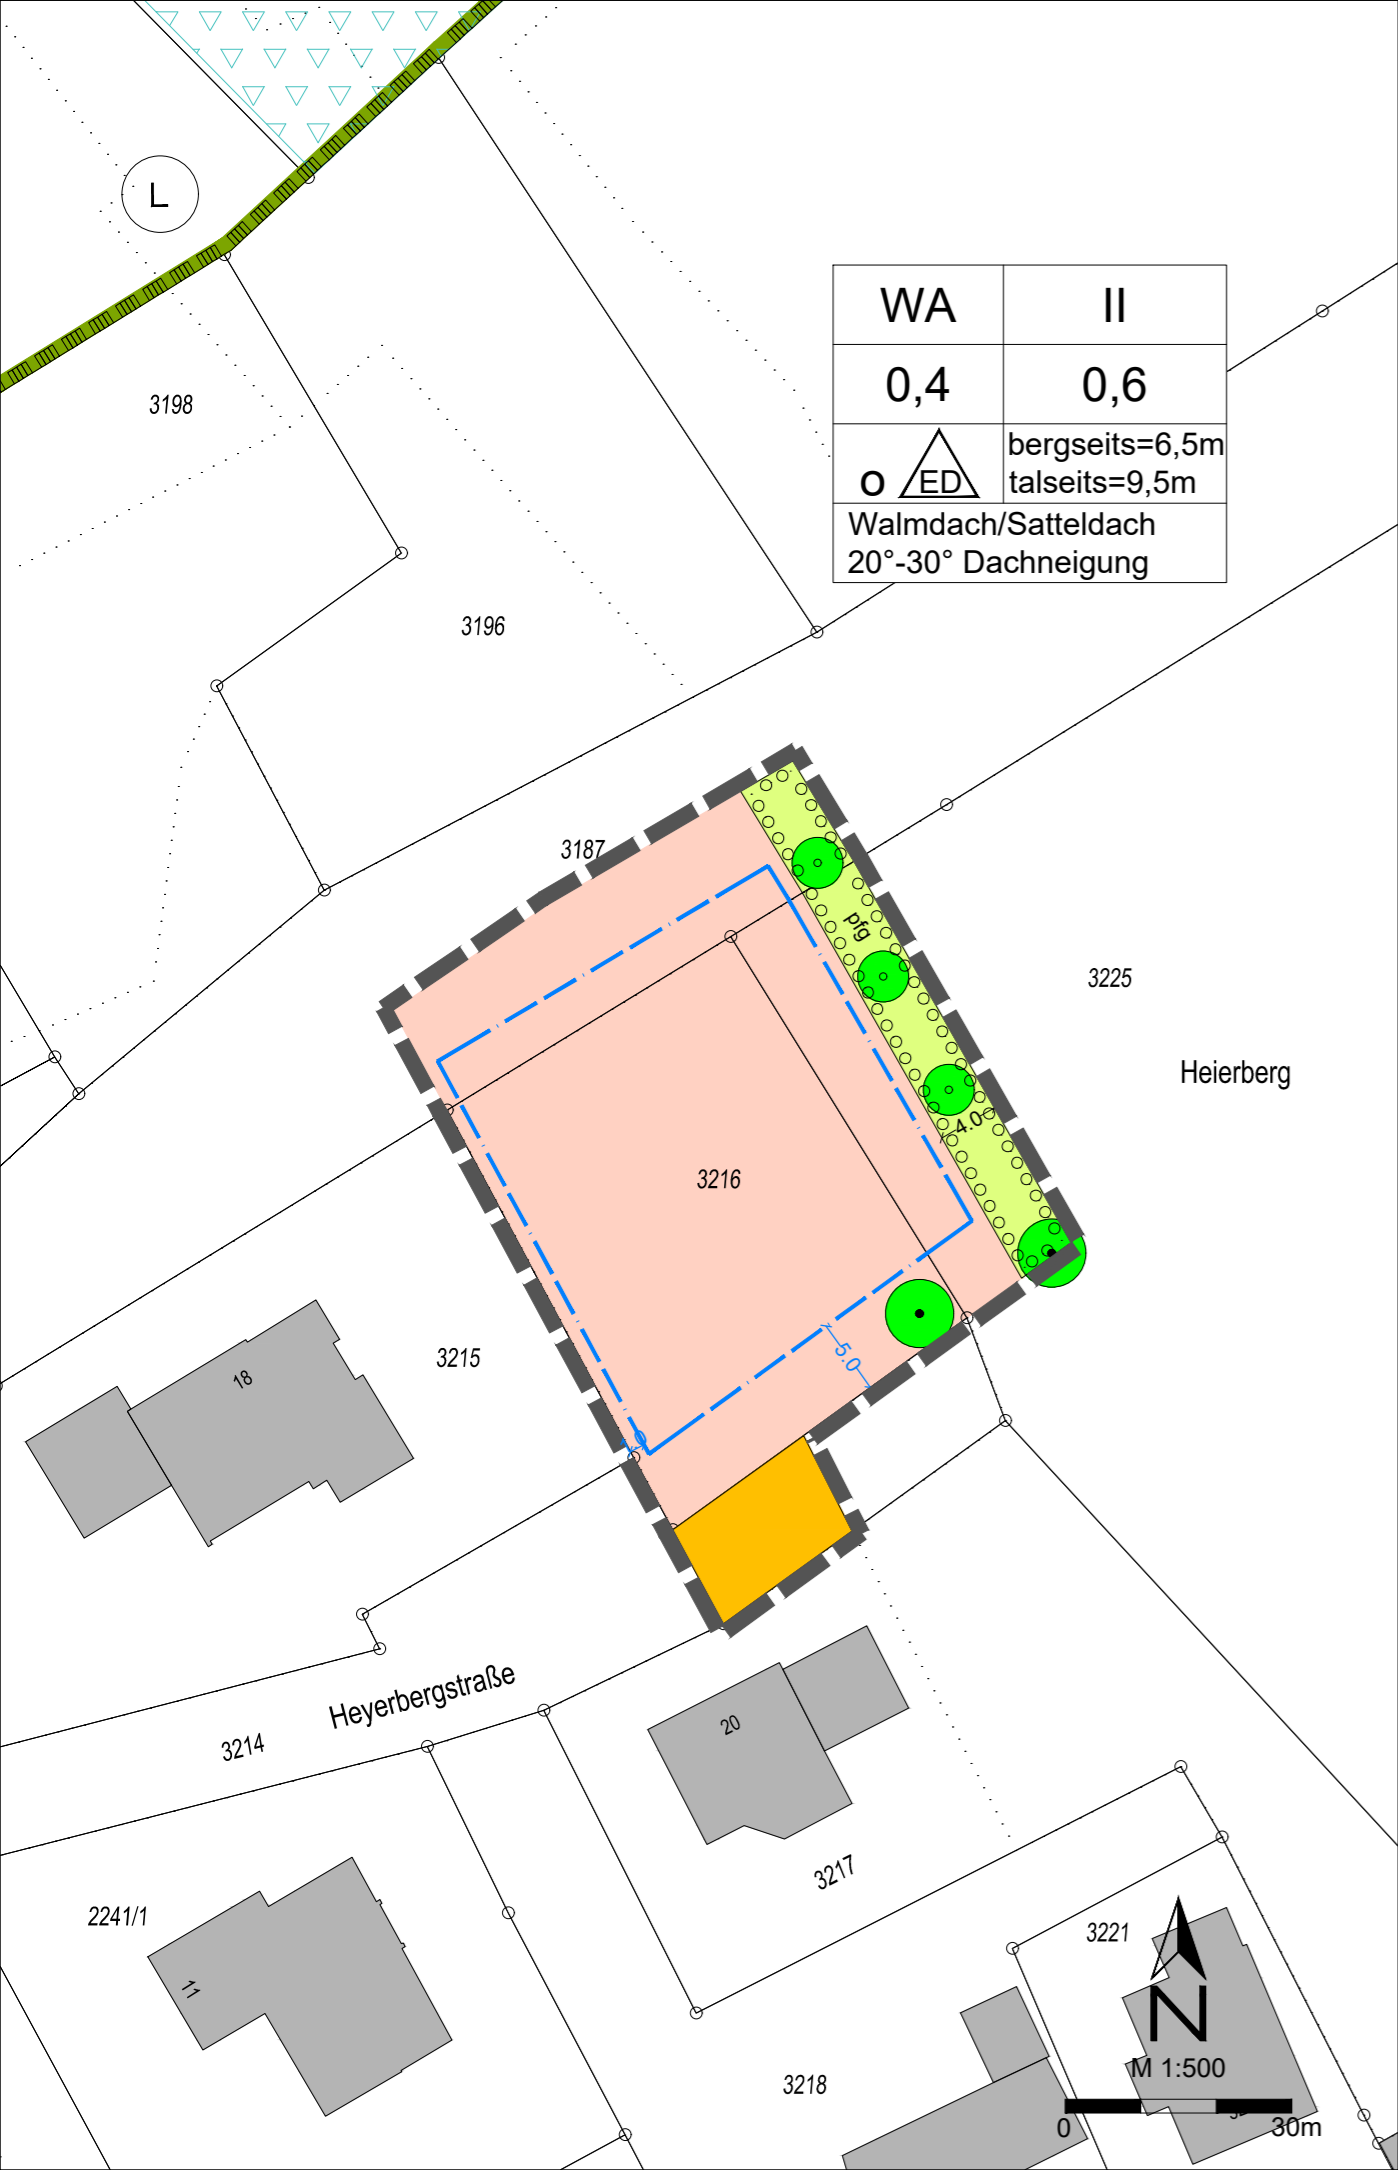 L
WA II
0,4 0,6
o ED bergseits=6,5m
talseits=9,5m
Walmdach/Satteldach
20°-30° Dachneigung
3198
3196
3187
pfg
3225
Heierberg
4.0
3216
3215
18
5.0
Heyerbergstraße
3214
20
3217
2241/1
11
3221
N
M 1:500
3218
0 30m